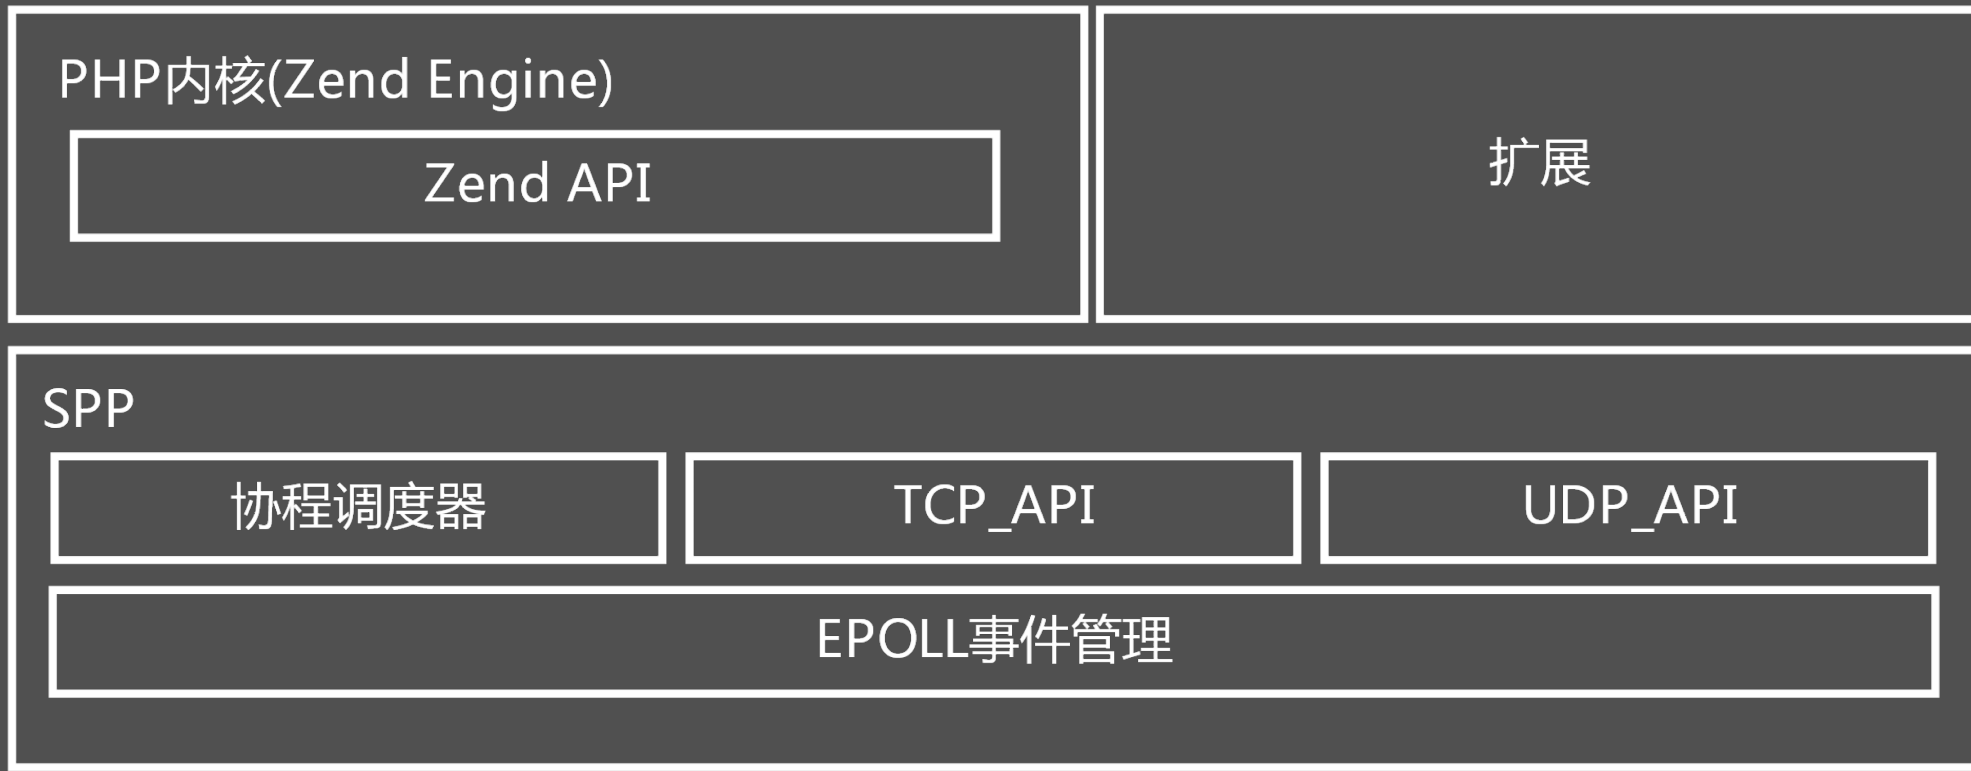 PHP内核(Zend Engine)
Zend API
扩展
SPP
协程调度器
TCP_API
UDP_API
EPOLL事件管理